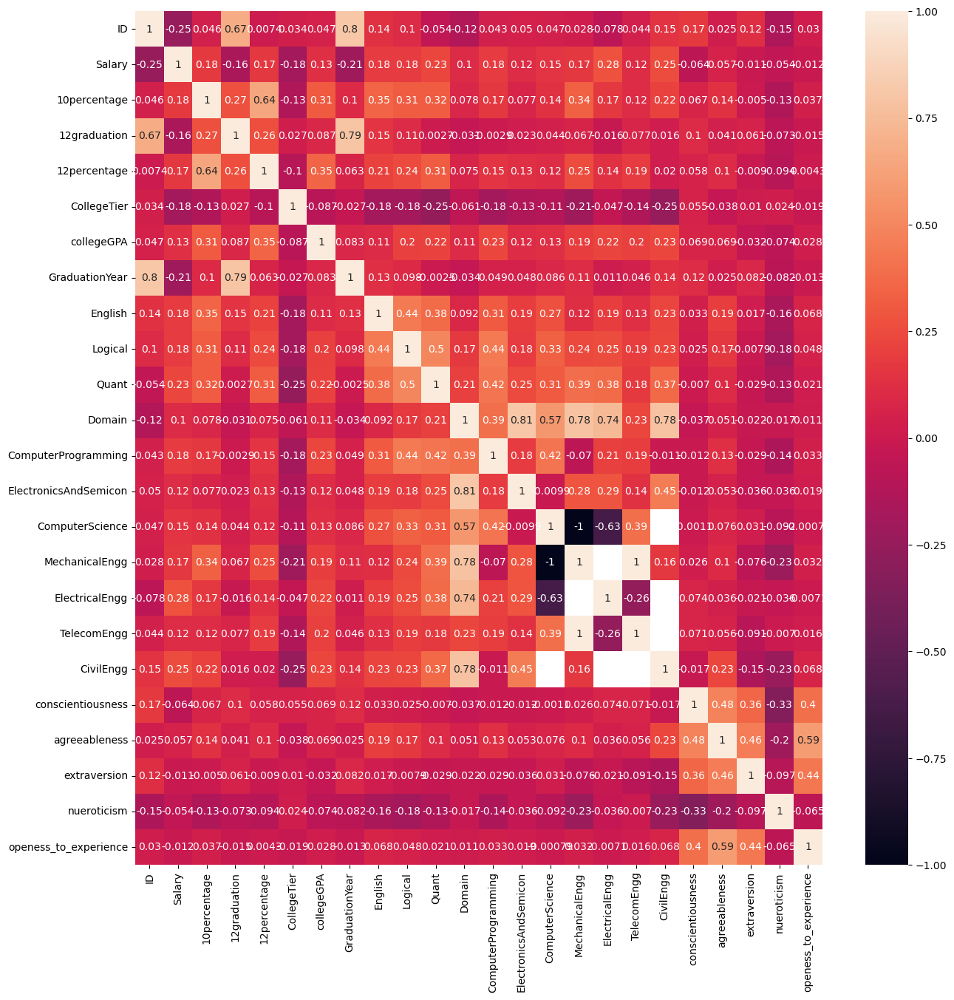 ID 1 -0.25 0.046 0.67 0.0074 0.034 0.047 0.8 0.14 0.1 -0.054 -0.12 0.043 0.05 0.047 0.028 -0.078 0.044 0.15 0.17 0.025 0.12 -0.15 0.03
Salary -0.25 1 0.18 -0.16 0.17 -0.18 0.13 -0.21 0.18 0.18 0.23 0.1 0.18 0.12 0.15 0.17 0.28 0.12 0.25 -0.064 0.057 -0.011 -0.054 -0.012
10percentage 0.046 0.18 1 0.27 0.64 -0.13 0.31 0.1 0.35 0.31 0.32 0.078 0.17 0.077 0.14 0.34 0.17 0.12 0.22 0.067 0.14 -0.005 -0.13 0.037
12graduation 0.67 -0.16 0.27 1 0.26 0.027 0.087 0.79 0.15 0.11 0.0027 -0.031 -0.0029 0.023 0.044 0.067 -0.016 0.077 0.016 0.1 0.041 0.061 -0.073 -0.015
12percentage 0.0074 0.17 0.64 0.26 1 -0.1 0.35 0.063 0.21 0.24 0.31 0.075 0.15 0.13 0.12 0.25 0.14 0.19 0.02 0.058 0.1 -0.009 -0.094 0.0043
CollegeTier 0.034 -0.18 -0.13 0.027 -0.1 1 -0.087 -0.027 -0.18 -0.18 -0.25 -0.061 -0.18 -0.13 -0.11 -0.21 -0.047 -0.14 -0.25 0.055 -0.038 0.01 0.024 -0.019
collegeGPA 0.047 0.13 0.31 0.087 0.35 -0.087 1 0.083 0.11 0.2 0.22 0.11 0.23 0.12 0.13 0.19 0.22 0.2 0.23 0.069 0.069 -0.032 -0.074 0.028
GraduationYear 0.8 -0.21 0.1 0.79 0.063 -0.027 0.083 1 0.13 0.098 -0.0025 -0.034 0.049 0.048 0.086 0.11 0.011 0.046 0.14 0.12 0.025 0.082 -0.082 -0.013
English 0.14 0.18 0.35 0.15 0.21 -0.18 0.11 0.13 1 0.44 0.38 0.092 0.31 0.19 0.27 0.12 0.19 0.13 0.23 0.033 0.19 0.017 -0.16 0.068
Logical 0.1 0.18 0.31 0.11 0.24 -0.18 0.2 0.098 0.44 1 0.5 0.17 0.44 0.18 0.33 0.24 0.25 0.19 0.23 0.025 0.17 -0.0079 -0.18 0.048
Quant -0.054 0.23 0.32 0.0027 0.31 -0.25 0.22 -0.0025 0.38 0.5 1 0.21 0.42 0.25 0.31 0.39 0.38 0.18 0.37 -0.007 0.1 -0.029 -0.13 0.021
Domain -0.12 0.1 0.078 -0.031 0.075 -0.061 0.11 -0.034 0.092 0.17 0.21 1 0.39 0.81 0.57 0.78 0.74 0.23 0.78 -0.037 0.051 -0.022 -0.017 0.011
ComputerProgramming 0.043 0.18 0.17 -0.0029 0.15 -0.18 0.23 0.049 0.31 0.44 0.42 0.39 1 0.18 0.42 -0.07 0.21 0.19 -0.011 -0.012 0.13 -0.029 -0.14 0.033
ElectronicsAndSemicon 0.05 0.12 0.077 0.023 0.13 -0.13 0.12 0.048 0.19 0.18 0.25 0.81 0.18 1 -0.0099 0.28 0.29 0.14 0.45 -0.012 0.053 -0.036 -0.036 0.019
ComputerScience 0.047 0.15 0.14 0.044 0.12 -0.11 0.13 0.086 0.27 0.33 0.31 0.57 0.42 -0.0099 1 -1 -0.63 0.39 -0.0011 0.076 0.031 -0.092
MechanicalEngg 0.028 0.17 0.34 0.067 0.25 -0.21 0.19 0.11 0.12 0.24 0.39 0.78 -0.07 0.28 -1 1 1 0.16 0.026 0.1 -0.076 -0.23 0.032
ElectricalEngg -0.078 0.28 0.17 -0.016 0.14 -0.047 0.22 0.011 0.19 0.25 0.38 0.74 0.21 0.29 -0.63 1 -0.26 0.074 0.036 -0.021 -0.036
TelecomEngg 0.044 0.12 0.12 0.077 0.19 -0.14 0.2 0.046 0.13 0.19 0.18 0.23 0.19 0.14 0.39 1 -0.26 1 0.071 0.056 -0.091 -0.007 0.016
CivilEngg 0.15 0.25 0.22 0.016 0.02 -0.25 0.23 0.14 0.23 0.23 0.37 0.78 -0.011 0.45 0.16 1 -0.017 0.23 -0.15 -0.23 0.068
conscientiousness 0.17 -0.064 0.067 0.1 0.058 0.055 0.069 0.12 0.033 0.025 -0.007 -0.037 -0.012 -0.012 -0.0011 0.026 0.074 0.071 -0.017 1 0.48 0.36 -0.33 0.4
agreeableness 0.025 0.057 0.14 0.041 0.1 -0.038 0.069 0.025 0.19 0.17 0.1 0.051 0.13 0.053 0.076 0.1 0.036 0.056 0.23 0.48 1 0.46 -0.2 0.59
extraversion 0.12 -0.011 -0.005 0.061 -0.009 0.01 -0.032 0.082 0.017 -0.0079 -0.029 -0.022 -0.029 -0.036 0.031 -0.076 -0.021 -0.091 -0.15 0.36 0.46 1 -0.097 0.44
nueroticism -0.15 -0.054 -0.13 -0.073 -0.094 0.024 -0.074 -0.082 -0.16 -0.18 -0.13 -0.017 -0.14 -0.036 -0.092 -0.23 -0.036 -0.007 -0.23 -0.33 -0.2 -0.097 1 -0.065
openess_to_experience 0.03 -0.012 0.037 -0.015 0.0043 -0.019 0.028 -0.013 0.068 0.048 0.021 0.011 0.033 0.019 -0.00079 0.032 0.016 0.068 0.4 0.59 0.44 -0.065 1
ID
Salary
10percentage
12graduation
12percentage
CollegeTier
collegeGPA
GraduationYear
English
Logical
Quant
Domain
ComputerProgramming
ElectronicsAndSemicon
ComputerScience
MechanicalEngg
ElectricalEngg
TelecomEngg
CivilEngg
conscientiousness
agreeableness
extraversion
nueroticism
openess_to_experience
1.00
0.75
0.50
0.25
0.00
−0.25
−0.50
−0.75
−1.00